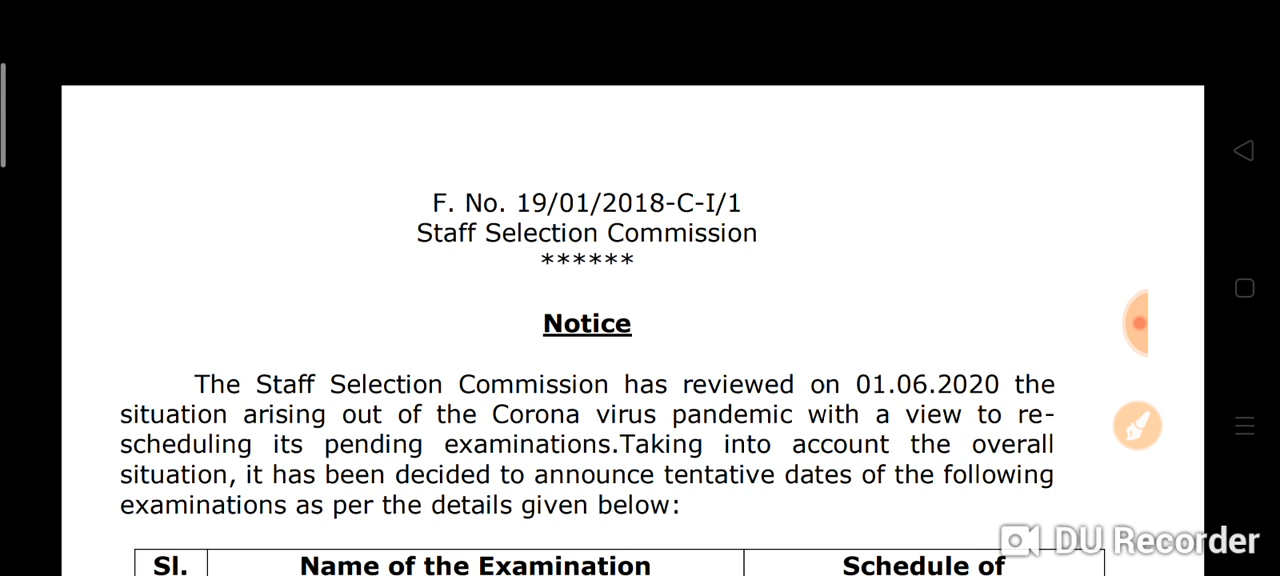 F. No. 19/01/2018-C-I/1
Staff Selection Commission
******
Notice
The Staff Selection Commission has reviewed on 01.06.2020 the
situation arising out of the Corona virus pandemic with a view to re-
scheduling its pending examinations.Taking into account the overall
situation, it has been decided to announce tentative dates of the following
examinations as per the details given below:
Sl. Name of the Examination Schedule of
DU Recorder